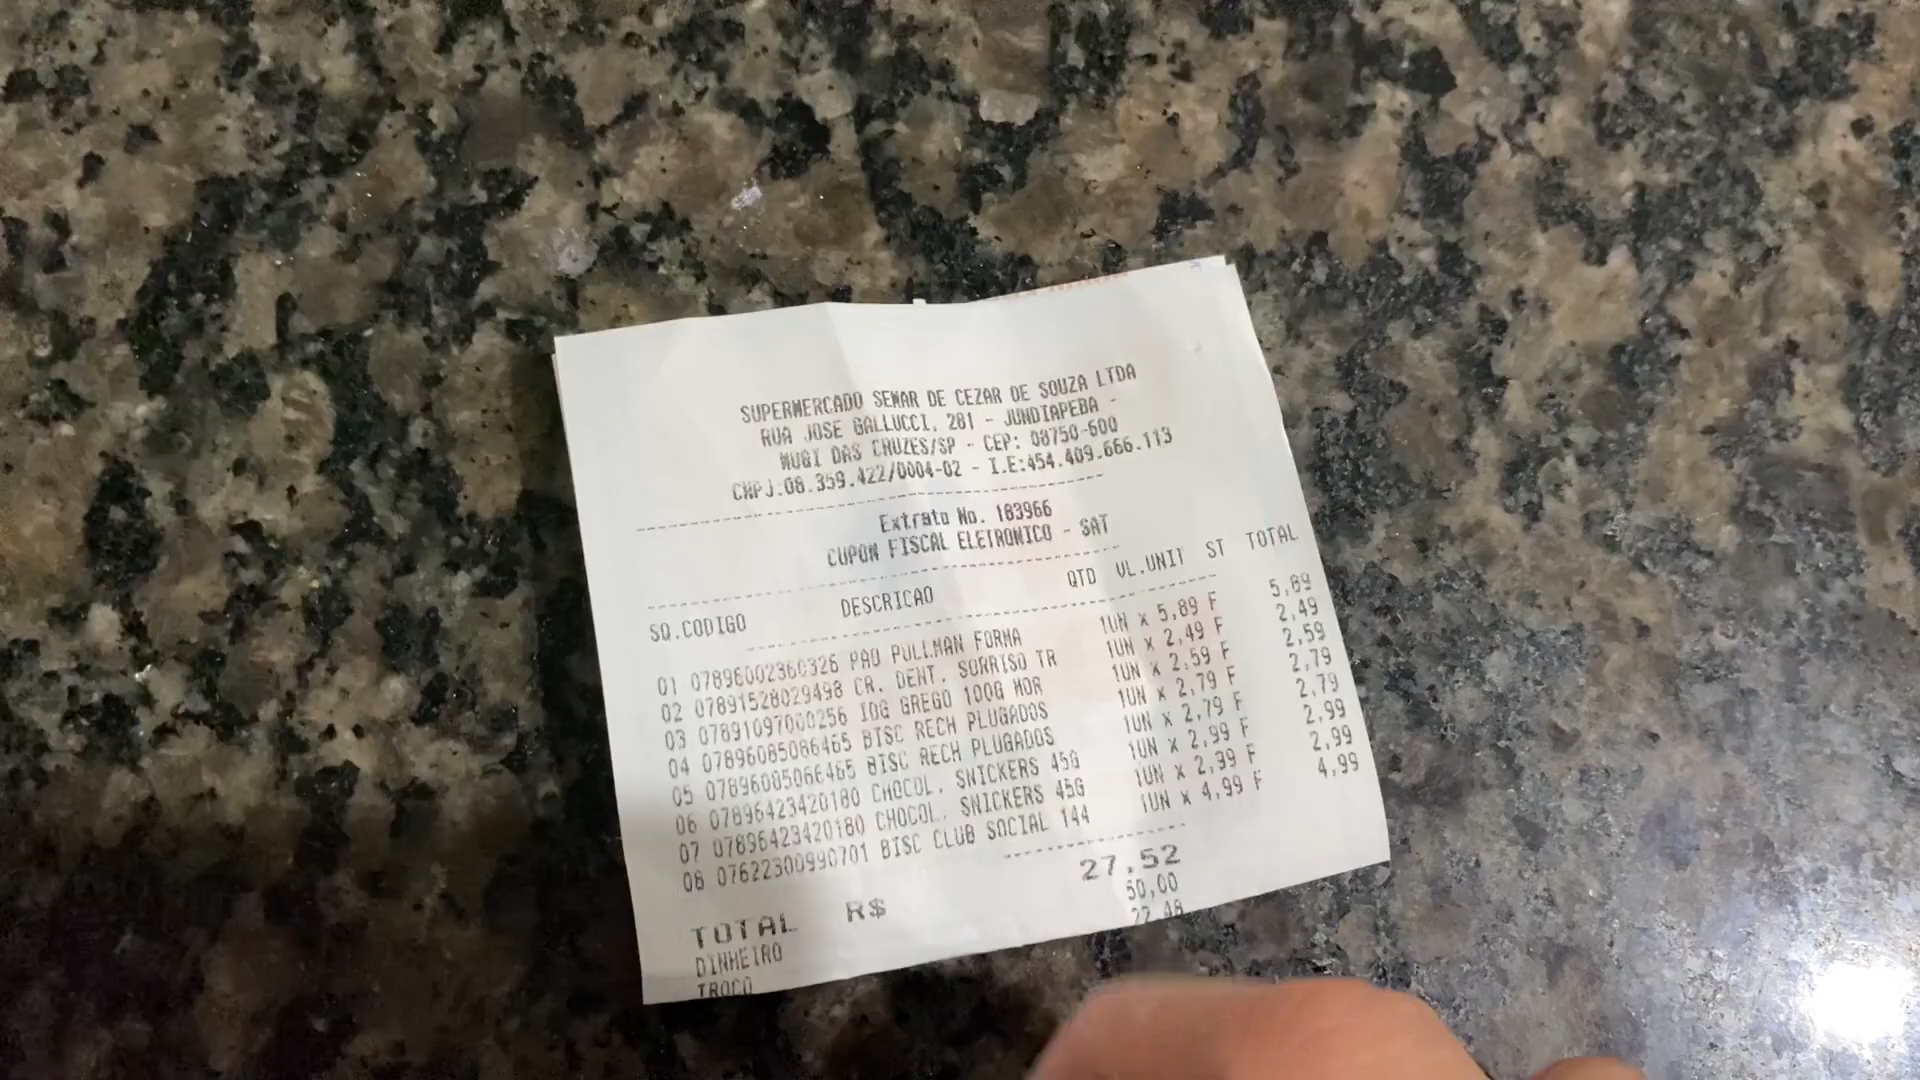 SUPERMERCADO SEMAR DE CEZAR DE SOUZA LTDA
RUA JOSE GALLUCCI, 281 - JUNDIAPEBA -
MOGI DAS CRUZES/SP - CEP: 08750-600
CNPJ:08.359.422/0004-02 - I.E:454.409.666.113
Extrato No. 183966
CUPOM FISCAL ELETRONICO - SAT
SQ.CODIGO DESCRICAO QTD VL.UNIT ST TOTAL
01 07896002360326 PAO PULLMAN FORMA 1UN X 5,89 F 5,89
02 07891528029498 CR. DENT. SORRISO TR 1UN X 2,49 F 2,49
03 07891097000256 IOG GREGO 100G MOR 1UN X 2,59 F 2,59
04 07896085086465 BISC RECH PLUGADOS 1UN X 2,79 F 2,79
05 07896085086465 BISC RECH PLUGADOS 1UN X 2,79 F 2,79
06 07896423420180 CHOCOL. SNICKERS 45G 1UN X 2,99 F 2,99
07 07896423420180 CHOCOL. SNICKERS 45G 1UN X 2,99 F 2,99
08 07622300990701 BISC CLUB SOCIAL 144 1UN X 4,99 F 4,99
TOTAL R$ 27,52
DINHEIRO 50,00
TROCO 22,48